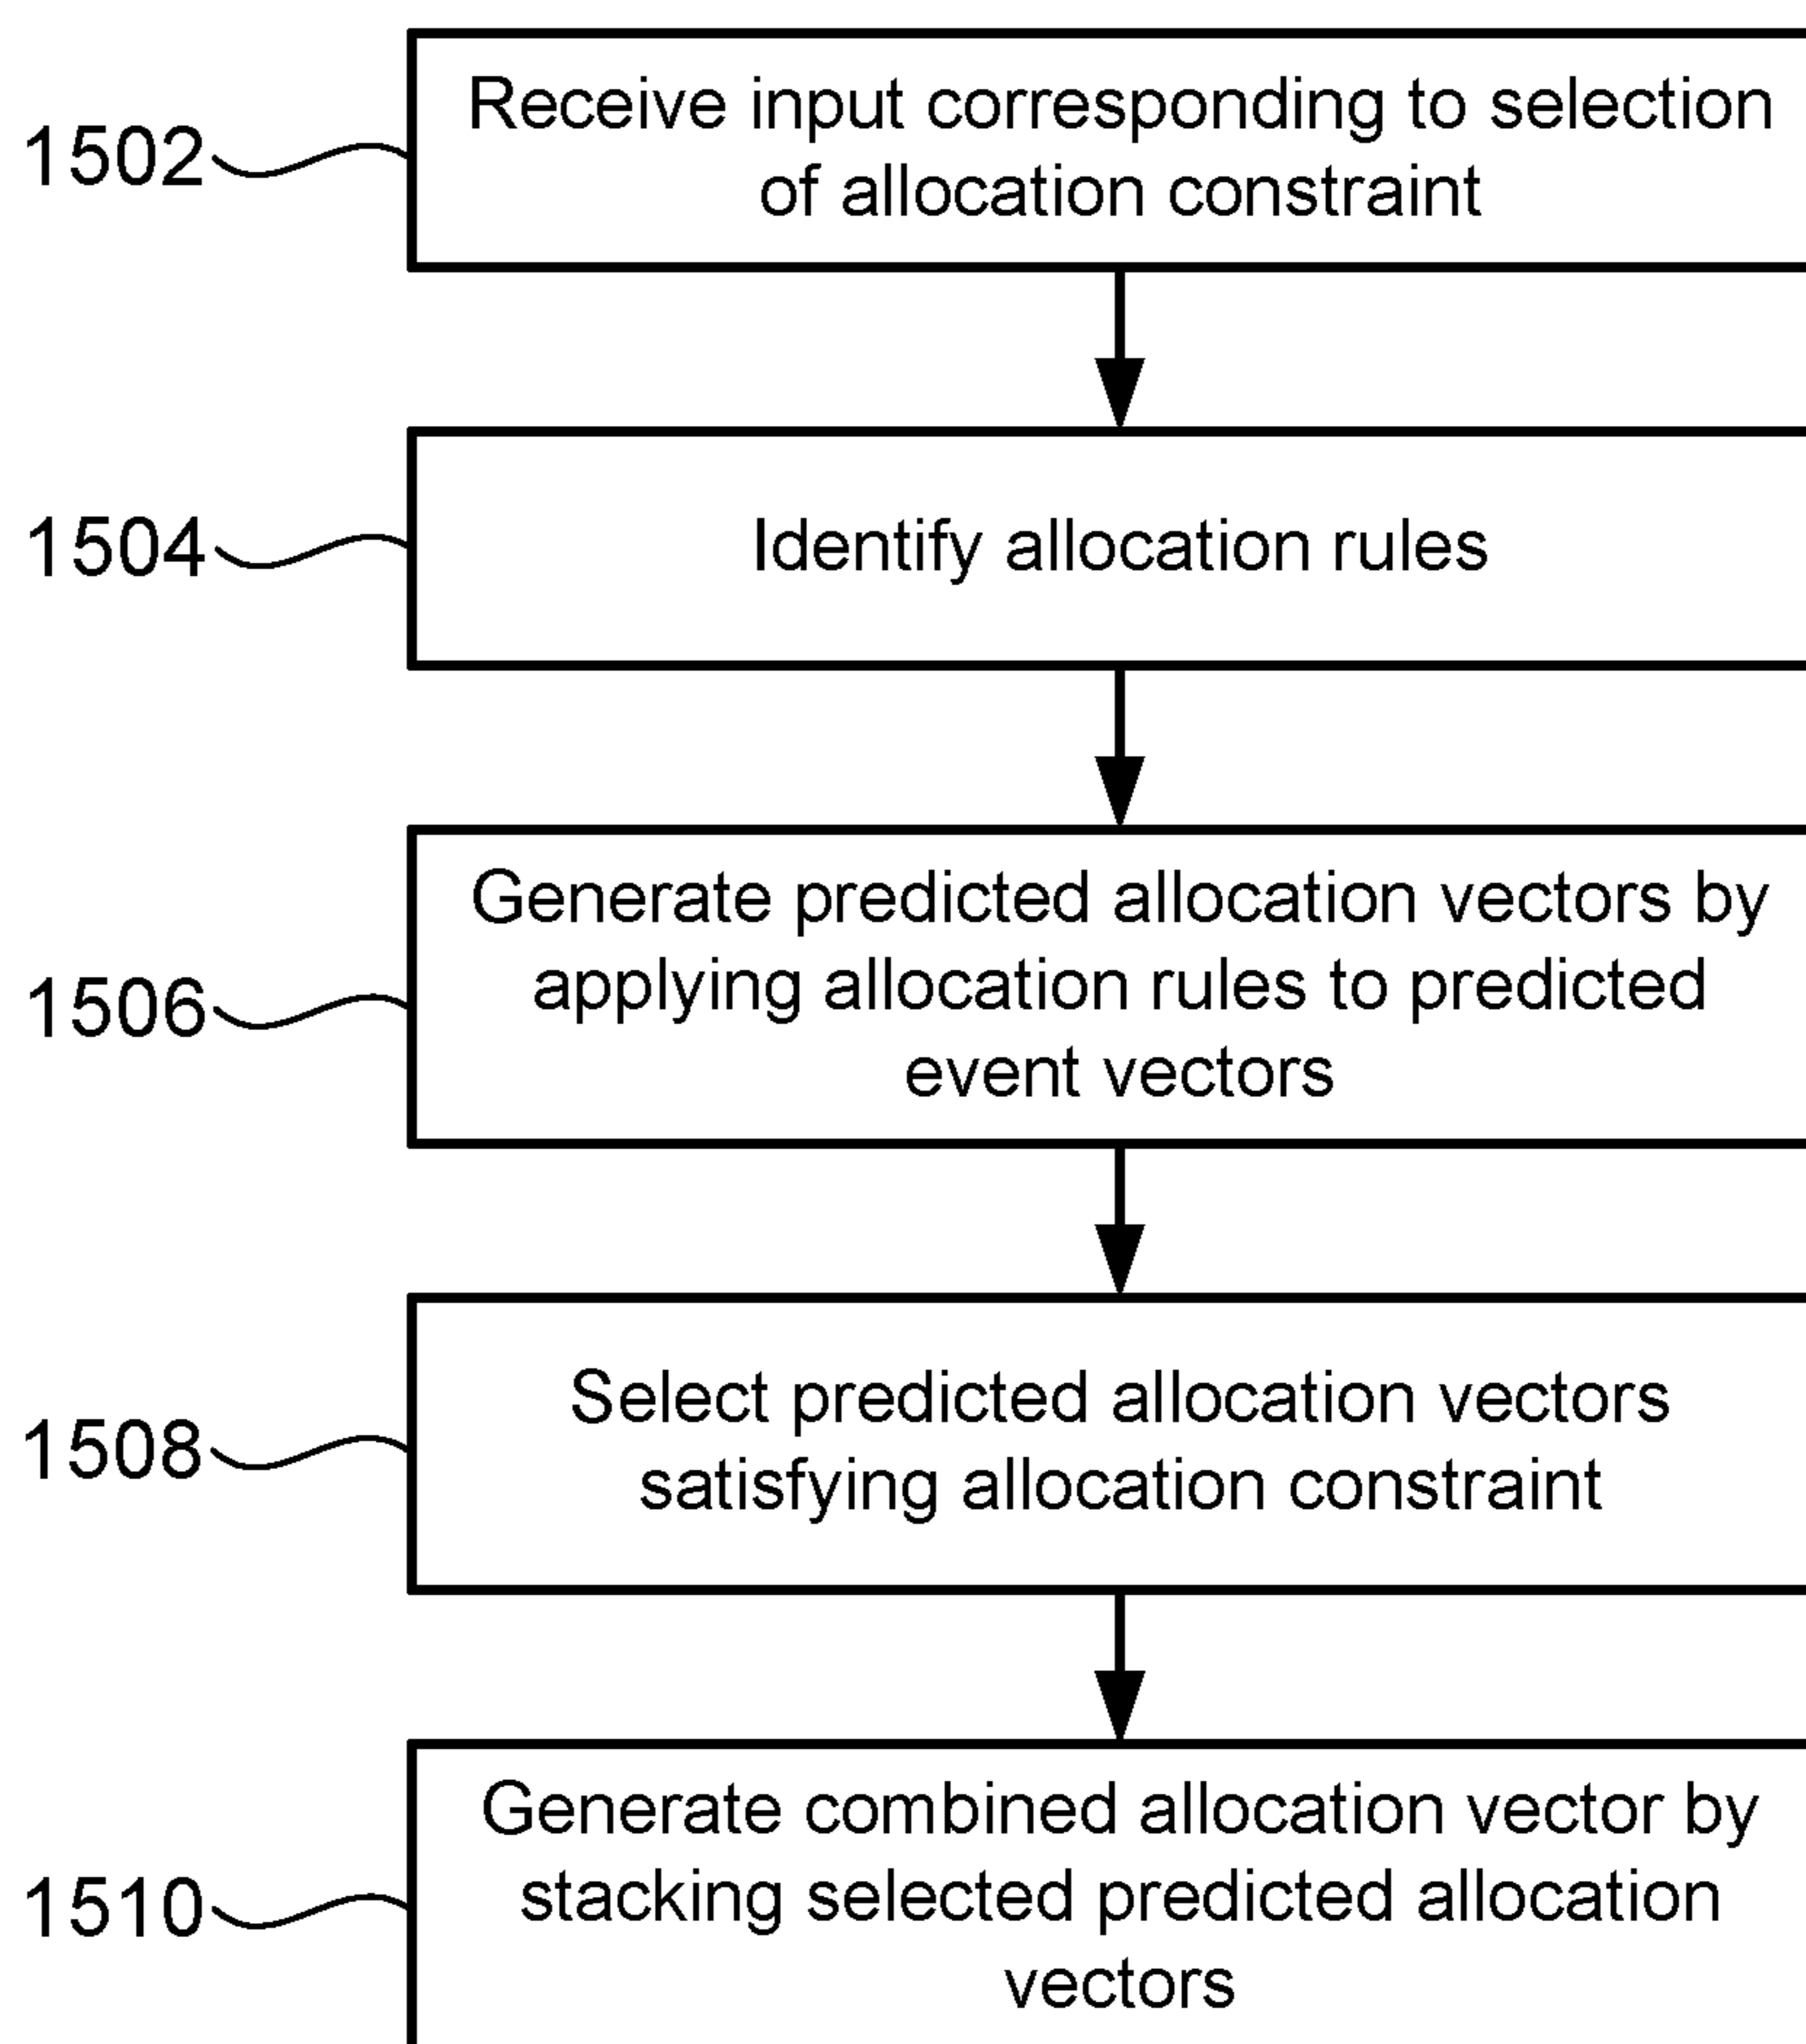 1502
Receive input corresponding to selection
of allocation constraint
1504
Identify allocation rules
1506
Generate predicted allocation vectors by
applying allocation rules to predicted
event vectors
1508
Select predicted allocation vectors
satisfying allocation constraint
1510
Generate combined allocation vector by
stacking selected predicted allocation
vectors